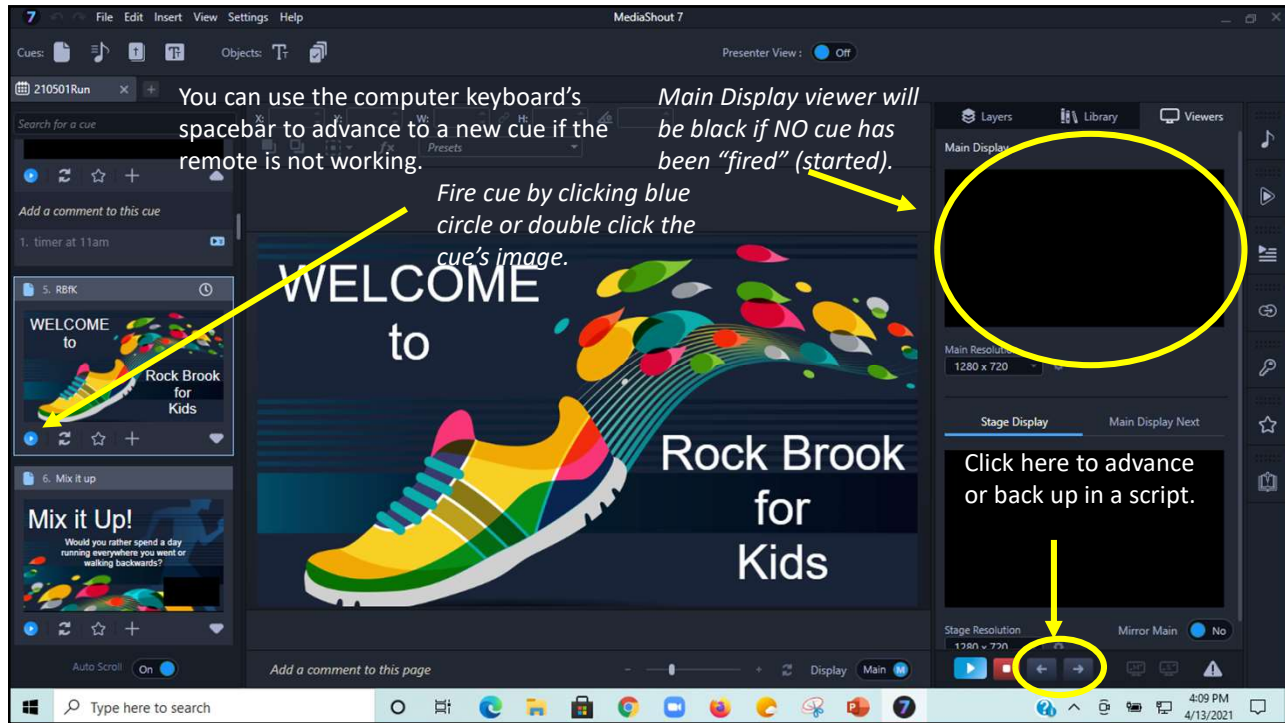 7 File Edit Insert View Settings Help MediaShout 7
Cues: Objects: Presenter View : Off
210501Run
You can use the computer keyboard's
spacebar to advance to a new cue if the
remote is not working.
Main Display viewer will
be black if NO cue has
been "fired" (started).
Fire cue by clicking blue
circle or double click the
cue's image.
Search for a cue
W:
H:
Presets
Layers Library Viewers
Main Display
Add a comment to this cue
1. timer at 11am
5. RBfK
WELCOME
to
Rock Brook
for
Kids
6. Mix it up
Mix it Up!
Would you rather spend a day
running everywhere you went or
walking backwards?
Auto Scroll On
WELCOME
to
Rock Brook
for
Kids
Add a comment to this page
- + Display Main M
Main Resolution
1280 x 720
Stage Display Main Display Next
Click here to advance
or back up in a script.
Stage Resolution Mirror Main No
1280 x 720
Type here to search
4:09 PM
4/13/2021